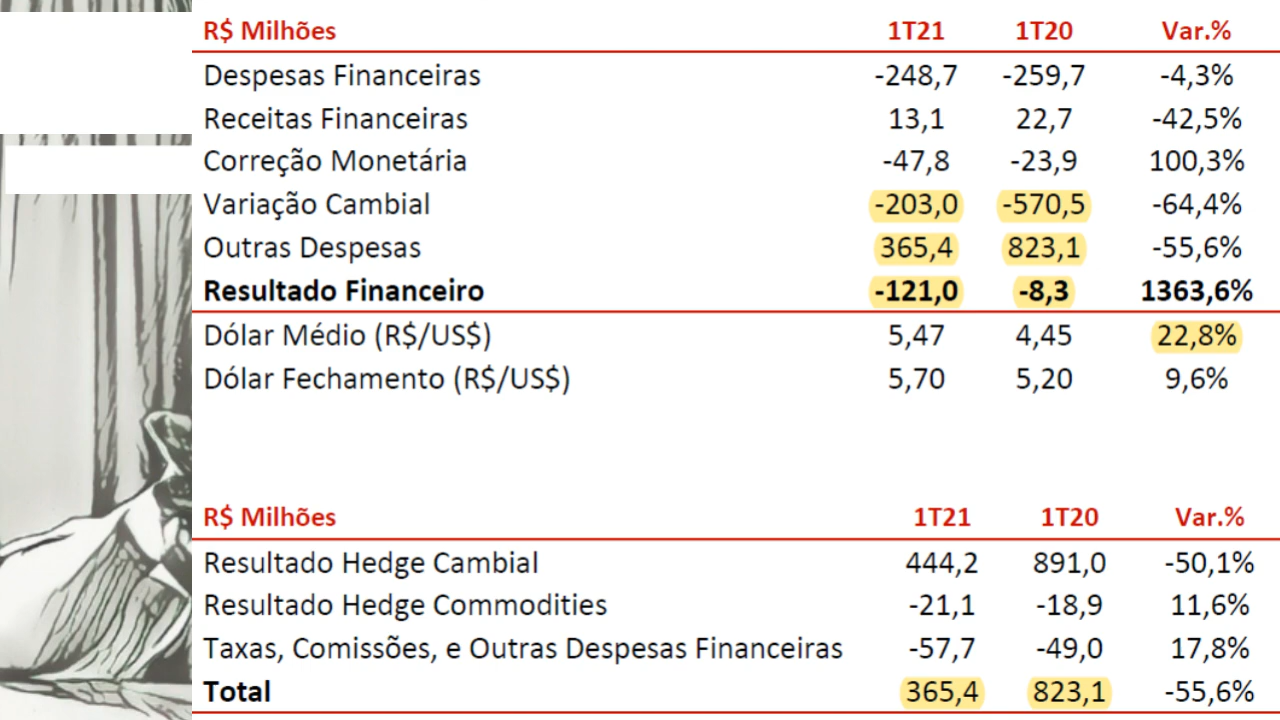 R$ Milhões 1T21 1T20 Var.%
Despesas Financeiras -248,7 -259,7 -4,3%
Receitas Financeiras 13,1 22,7 -42,5%
Correção Monetária -47,8 -23,9 100,3%
Variação Cambial -203,0 -570,5 -64,4%
Outras Despesas 365,4 823,1 -55,6%
Resultado Financeiro -121,0 -8,3 1363,6%
Dólar Médio (R$/US$) 5,47 4,45 22,8%
Dólar Fechamento (R$/US$) 5,70 5,20 9,6%
R$ Milhões 1T21 1T20 Var.%
Resultado Hedge Cambial 444,2 891,0 -50,1%
Resultado Hedge Commodities -21,1 -18,9 11,6%
Taxas, Comissões, e Outras Despesas Financeiras -57,7 -49,0 17,8%
Total 365,4 823,1 -55,6%